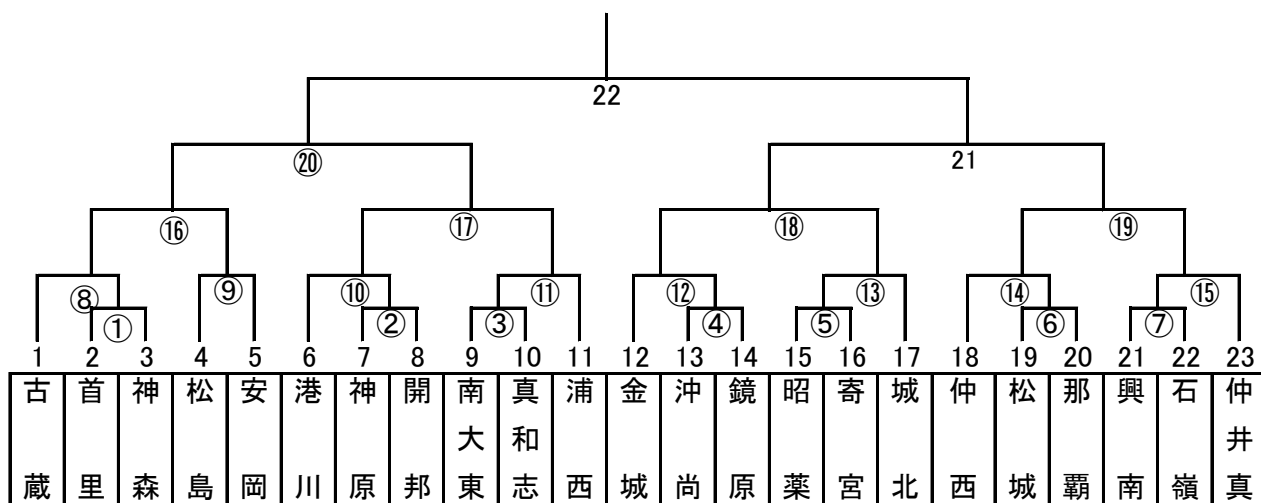 22
⑳ 21
⑯ ⑰ ⑱ ⑲
⑧ ⑨ ⑩ ⑪ ⑫ ⑬ ⑭ ⑮
① ② ③ ④ ⑤ ⑥ ⑦
1 2 3 4 5 6 7 8 9 10 11 12 13 14 15 16 17 18 19 20 21 22 23
古蔵 首里 神森 松島 安岡 港川 神原 開邦 南大東 真和志 浦西 金城 沖尚 鏡原 昭薬 寄宮 城北 仲西 松城 那覇 興南 石嶺 仲井真